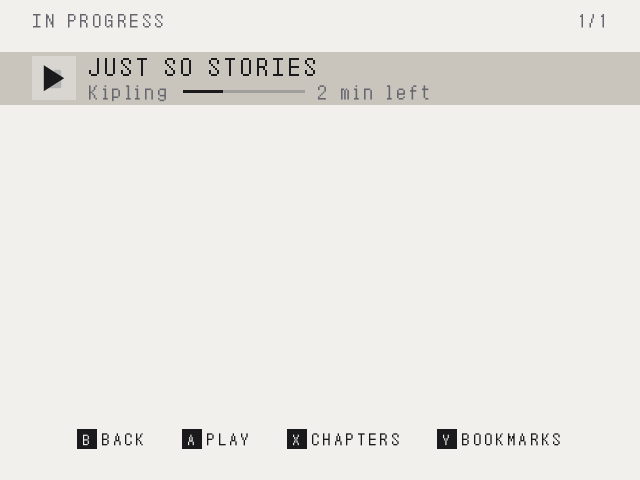 IN PROGRESS 1/1
JUST SO STORIES
Kipling 2 min left
B BACK A PLAY X CHAPTERS Y BOOKMARKS